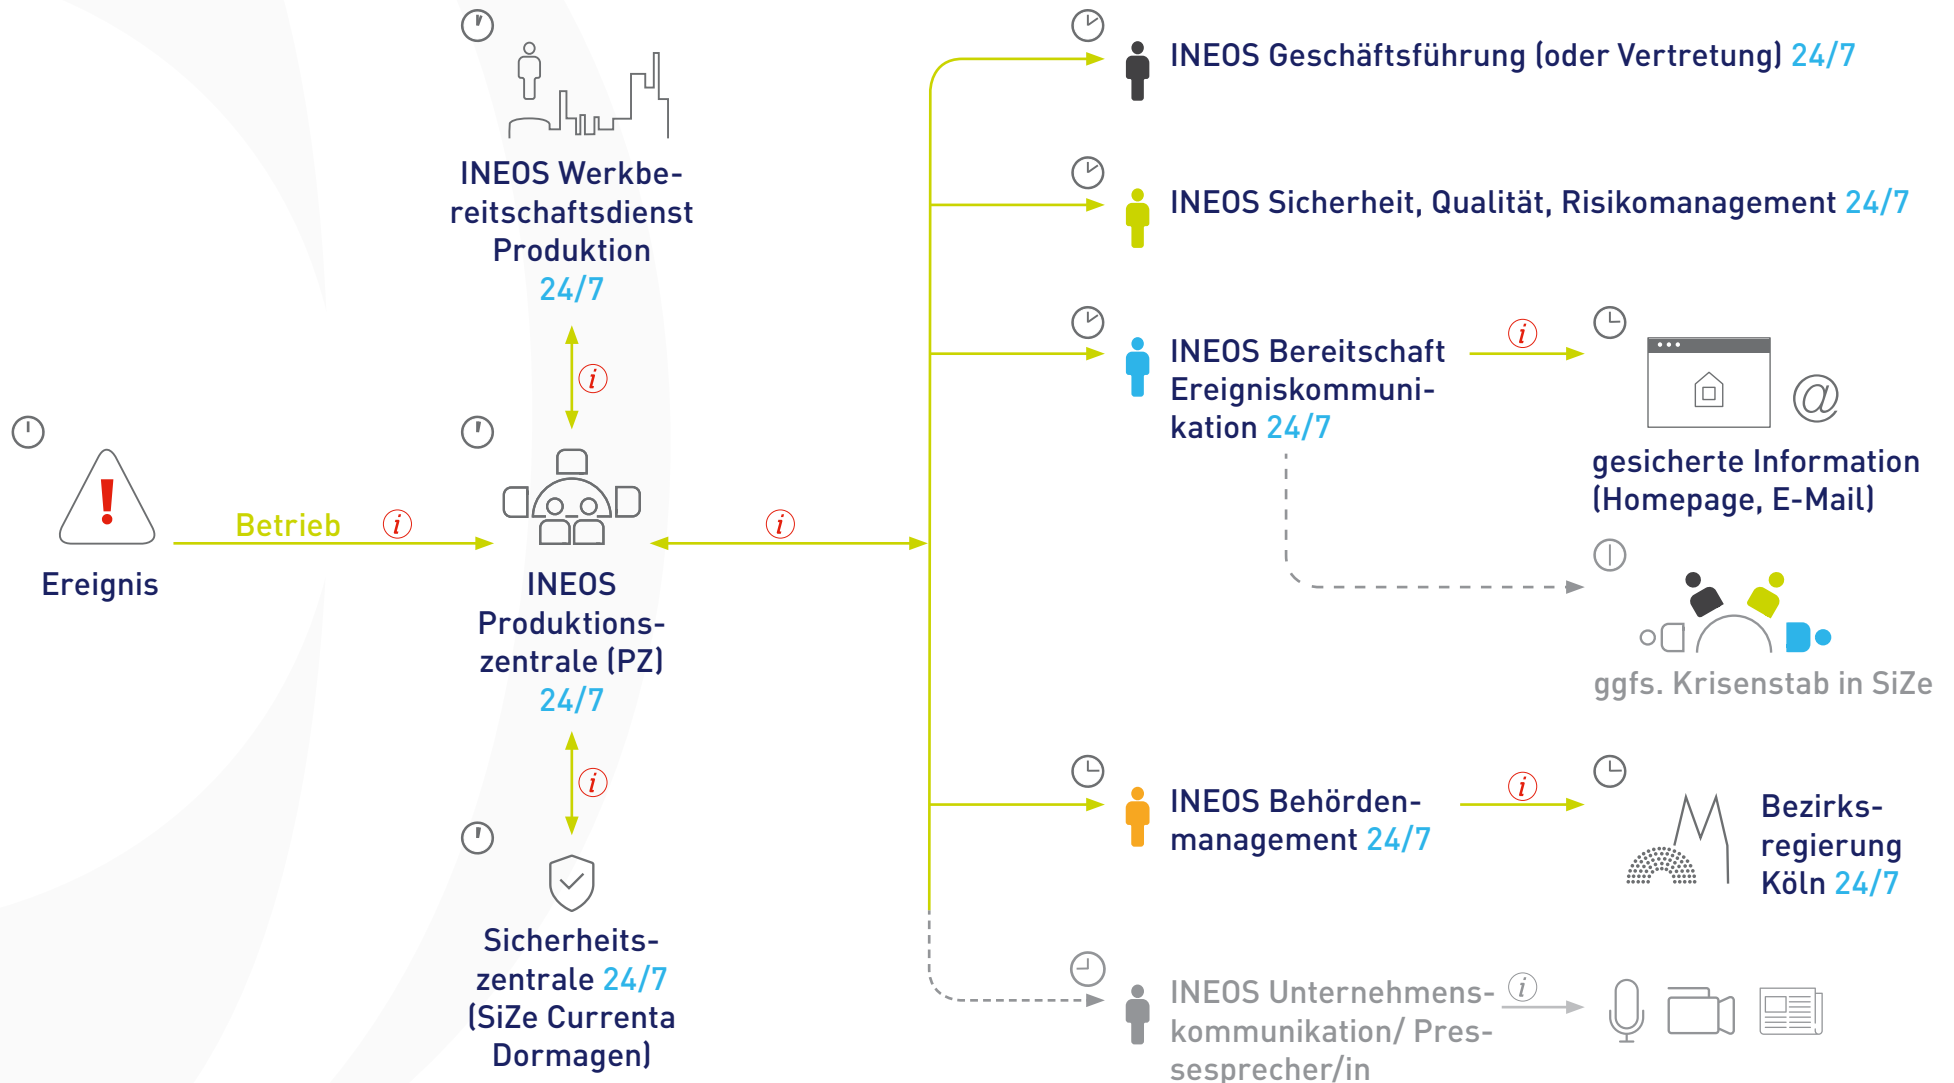 INEOS Werkbe-
reitschaftsdienst
Produktion
24/7
i
Ereignis
Betrieb i
INEOS
Produktions-
zentrale (PZ)
24/7
i
Sicherheits-
zentrale 24/7
(SiZe Currenta
Dormagen)
i
INEOS Geschäftsführung (oder Vertretung) 24/7
INEOS Sicherheit, Qualität, Risikomanagement 24/7
INEOS Bereitschaft
Ereigniskommuni-
kation 24/7
i
@
gesicherte Information
(Homepage, E-Mail)
ggfs. Krisenstab in SiZe
INEOS Behörden-
management 24/7
i
Bezirks-
regierung
Köln 24/7
INEOS Unternehmens-
kommunikation/ Pres-
sesprecher/in
i